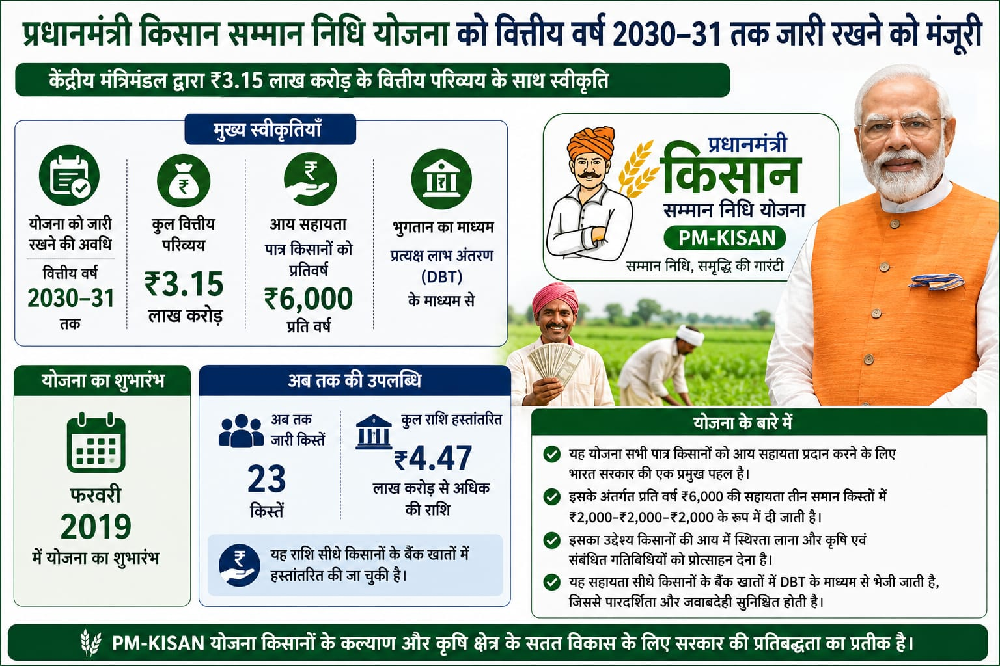 प्रधानमंत्री किसान सम्मान निधि योजना को वित्तीय वर्ष 2030–31 तक जारी रखने को मंजूरी
केंद्रीय मंत्रिमंडल द्वारा ₹3.15 लाख करोड़ के वित्तीय परिव्यय के साथ स्वीकृति
मुख्य स्वीकृतियाँ
योजना को जारी
रखने की अवधि
वित्तीय वर्ष
2030–31
तक
कुल वित्तीय
परिव्यय
₹3.15
लाख करोड़
आय सहायता
पात्र किसानों को
प्रतिवर्ष
₹6,000
प्रति वर्ष
भुगतान का माध्यम
प्रत्यक्ष लाभ अंतरण
(DBT)
के माध्यम से
प्रधानमंत्री
किसान
सम्मान निधि योजना
PM-KISAN
सम्मान निधि, समृद्धि की गारंटी
योजना का शुभारंभ
फरवरी
2019
में योजना का शुभारंभ
अब तक की उपलब्धि
अब तक
जारी किस्तें
23
किस्तें
कुल राशि हस्तांतरित
₹4.47
लाख करोड़ से अधिक
की राशि
यह राशि सीधे किसानों के बैंक खातों में
हस्तांतरित की जा चुकी है।
योजना के बारे में
यह योजना सभी पात्र किसानों को आय सहायता प्रदान करने के लिए
भारत सरकार की एक प्रमुख पहल है।
इसके अंतर्गत प्रति वर्ष ₹6,000 की सहायता तीन समान किस्तों में
₹2,000–₹2,000–₹2,000 के रूप में दी जाती है।
इसका उद्देश्य किसानों की आय में स्थिरता लाना और कृषि एवं
संबंधित गतिबिधियों को प्रोत्साहन देना है।
यह सहायता सीधे किसानों के बैंक खातों में DBT के माध्यम से भेजी जाती है,
जिससे पारदर्शिता और जवाबदेही सुनिश्चित होती है।
PM-KISAN योजना किसानों के कल्याण और कृषि क्षेत्र के सतत विकास के लिए सरकार की प्रतिबद्धता का प्रतीक है।